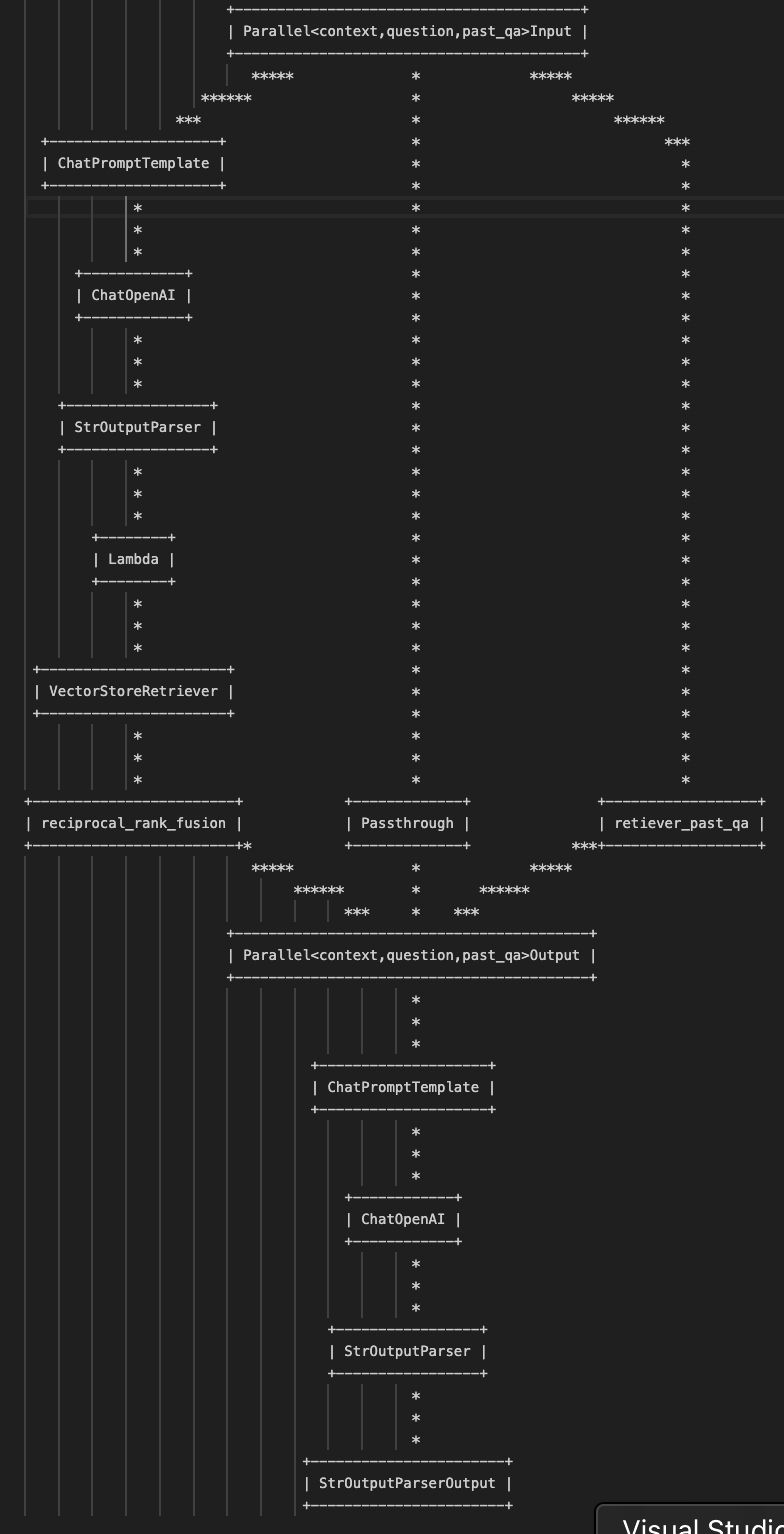 Parallel<context,question,past_qa>Input
ChatPromptTemplate
ChatOpenAI
StrOutputParser
Lambda
VectorStoreRetriever
reciprocal_rank_fusion
Passthrough
retiever_past_qa
Parallel<context,question,past_qa>Output
ChatPromptTemplate
ChatOpenAI
StrOutputParser
StrOutputParserOutput
Visual Studio